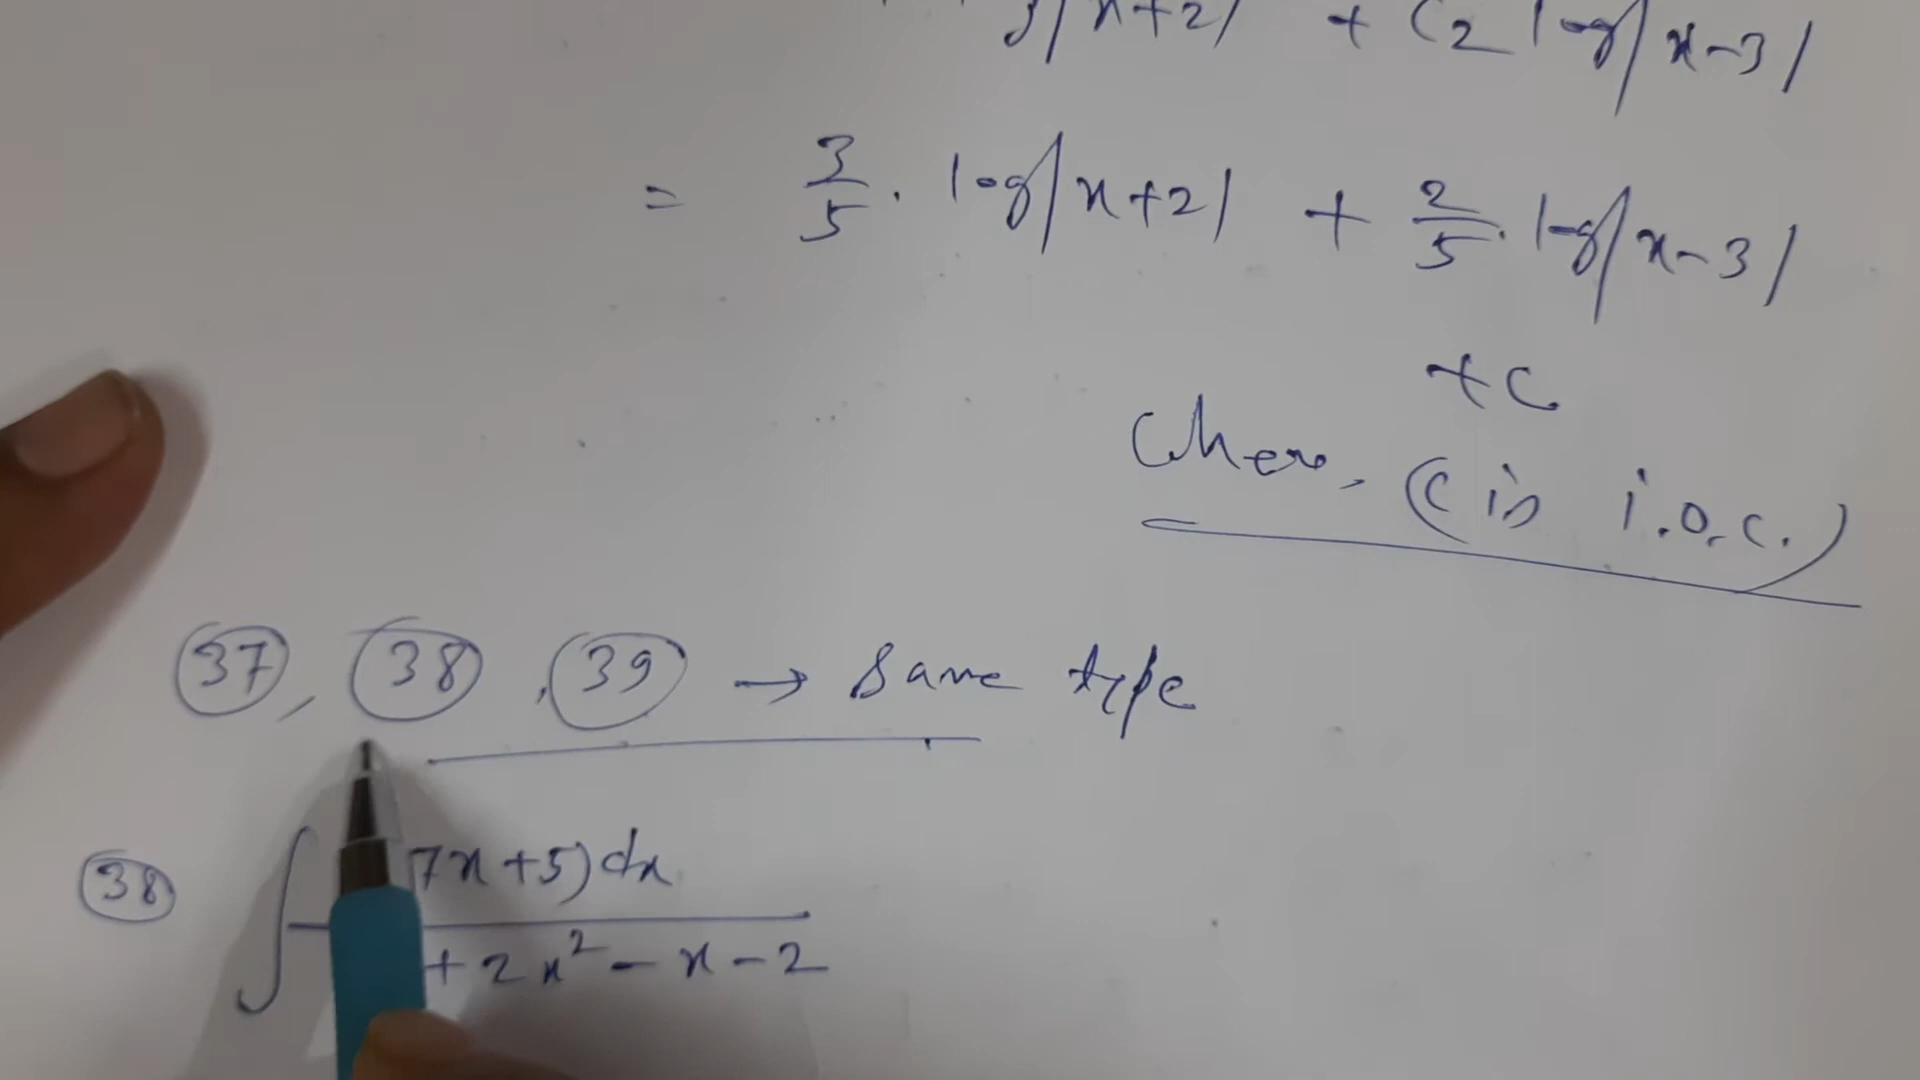 |x+2| + C2 log|x-3|
= 3/5 . log|x+2| + 2/5 . log|x-3|
+c
(c is i.o.c.)
37, 38, 39 → Same type
38 ∫ 7x+5)dx
+2x²-x-2